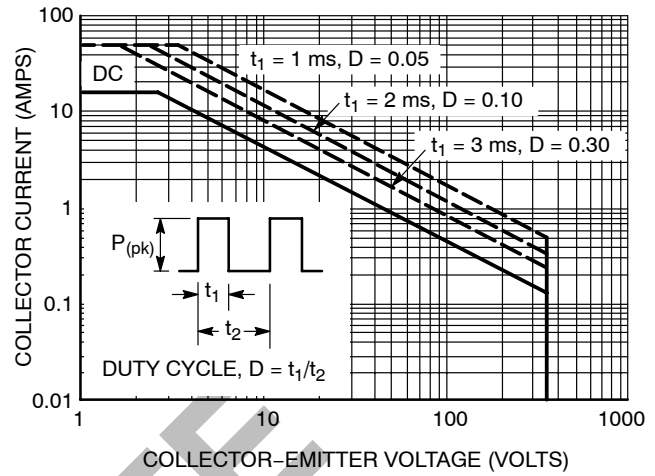 COLLECTOR CURRENT (AMPS)
100
10
1
0.1
0.01
DC
t₁ = 1 ms, D = 0.05
t₁ = 2 ms, D = 0.10
t₁ = 3 ms, D = 0.30
P(pk)
t₁
t₂
DUTY CYCLE, D = t₁/t₂
1
10
100
1000
COLLECTOR–EMITTER VOLTAGE (VOLTS)